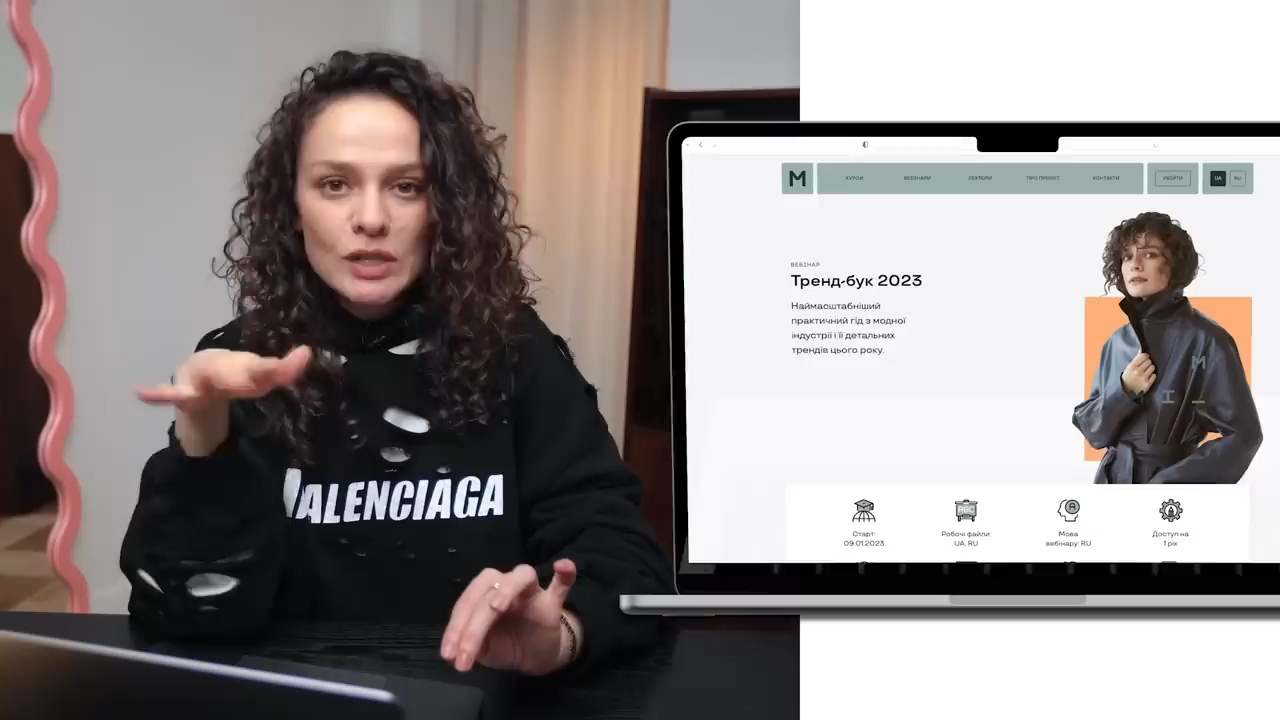 BALENCIAGA
M
КУРСИ
ВЕБІНАРИ
ЛЕКТОРИ
ПРО ПРОЄКТ
КОНТАКТИ
УВІЙТИ
UA
RU
ВЕБІНАР
Тренд-бук 2023
Наймасштабніший
практичний гід з модної
індустрії і її детальних
трендів цього року.
M
Старт:
09.01.2023
Робочі файли:
UA, RU
Мова
вебінару: RU
Доступ на
1 рік
ABC
A